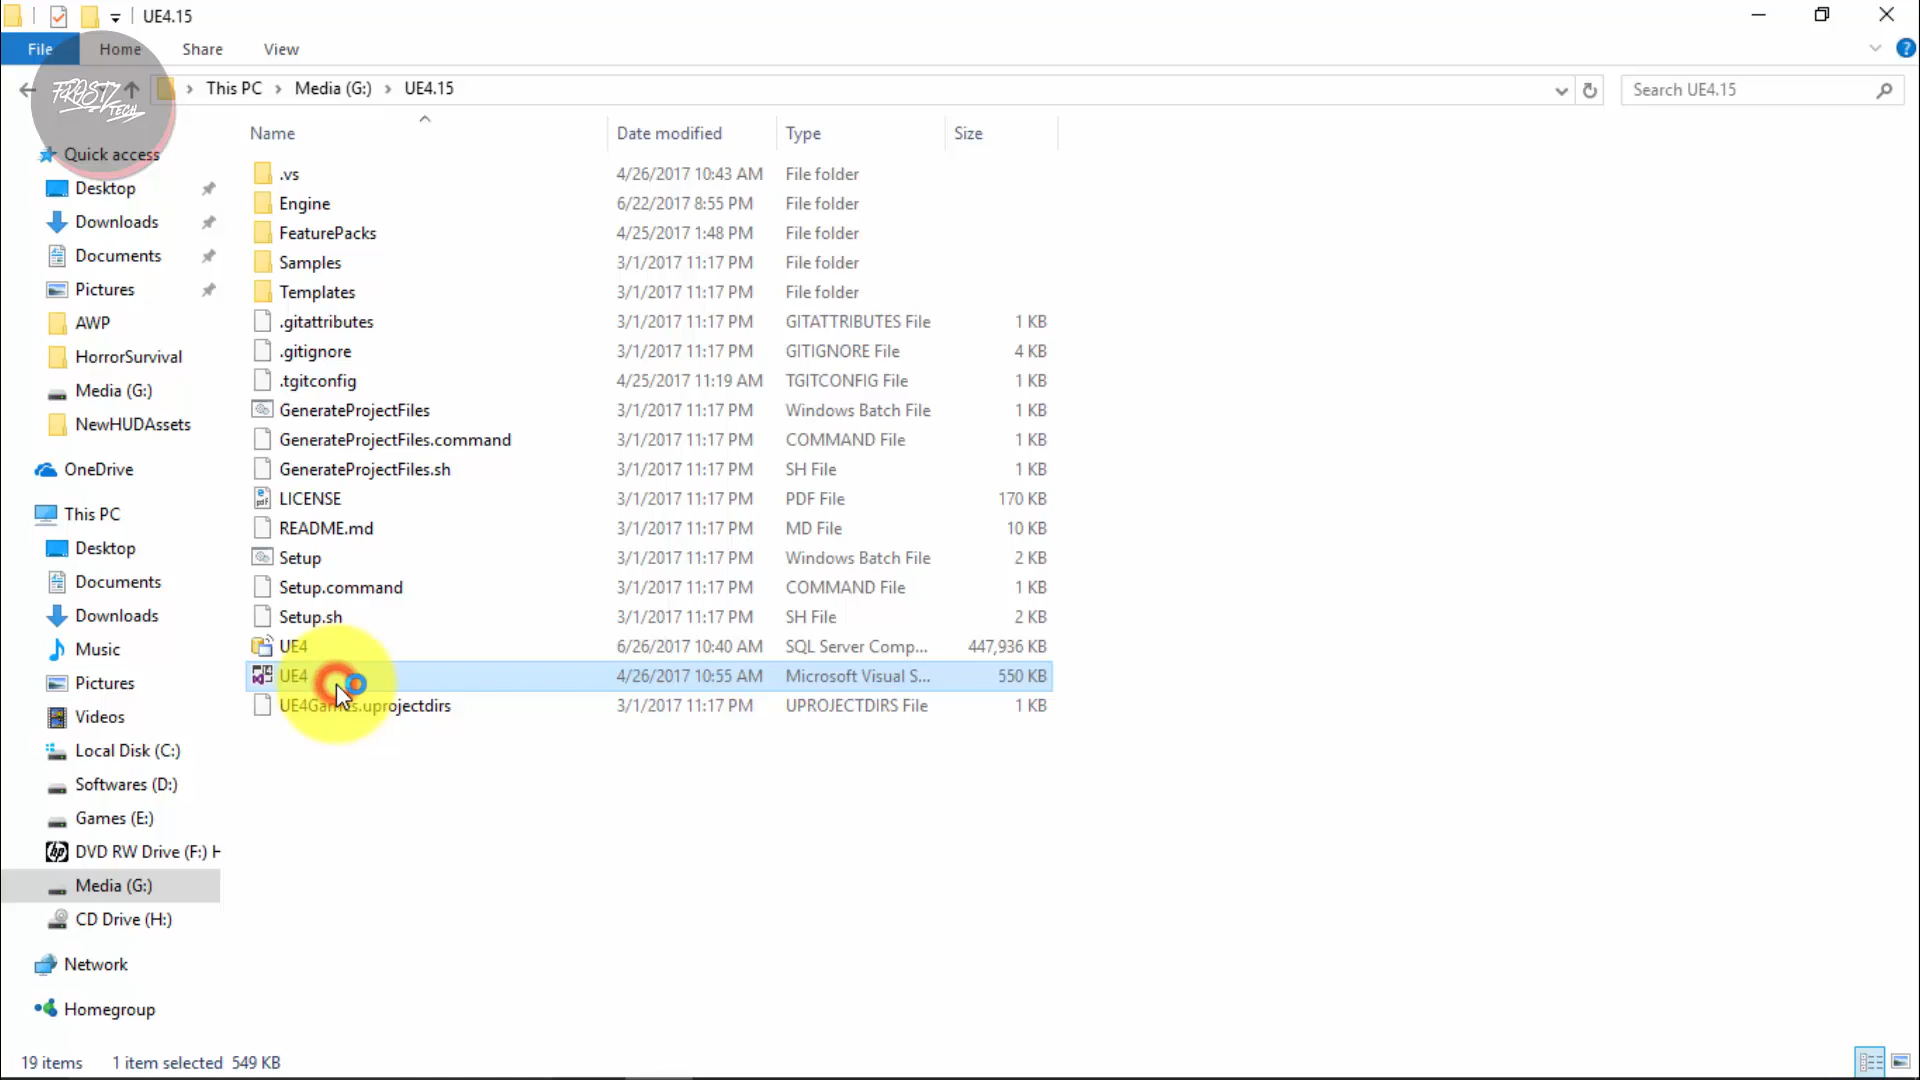 UE4.15
File Home Share View
This PC Media (G:) UE4.15 Search UE4.15
Name Date modified Type Size
FROSTZ TECH
Quick access
Desktop
Downloads
Documents
Pictures
AWP
HorrorSurvival
Media (G:)
NewHUDAssets
OneDrive
This PC
Desktop
Documents
Downloads
Music
Pictures
Videos
Local Disk (C:)
Softwares (D:)
Games (E:)
DVD RW Drive (F:) H
Media (G:)
CD Drive (H:)
Network
Homegroup
.vs 4/26/2017 10:43 AM File folder
Engine 6/22/2017 8:55 PM File folder
FeaturePacks 4/25/2017 1:48 PM File folder
Samples 3/1/2017 11:17 PM File folder
Templates 3/1/2017 11:17 PM File folder
.gitattributes 3/1/2017 11:17 PM GITATTRIBUTES File 1 KB
.gitignore 3/1/2017 11:17 PM GITIGNORE File 4 KB
.tgitconfig 4/25/2017 11:19 AM TGITCONFIG File 1 KB
GenerateProjectFiles 3/1/2017 11:17 PM Windows Batch File 1 KB
GenerateProjectFiles.command 3/1/2017 11:17 PM COMMAND File 1 KB
GenerateProjectFiles.sh 3/1/2017 11:17 PM SH File 1 KB
LICENSE 3/1/2017 11:17 PM PDF File 170 KB
README.md 3/1/2017 11:17 PM MD File 10 KB
Setup 3/1/2017 11:17 PM Windows Batch File 2 KB
Setup.command 3/1/2017 11:17 PM COMMAND File 1 KB
Setup.sh 3/1/2017 11:17 PM SH File 2 KB
UE4 6/26/2017 10:40 AM SQL Server Comp... 447,936 KB
UE4 4/26/2017 10:55 AM Microsoft Visual S... 550 KB
UE4Games.uprojectdirs 3/1/2017 11:17 PM UPROJECTDIRS File 1 KB
19 items 1 item selected 549 KB